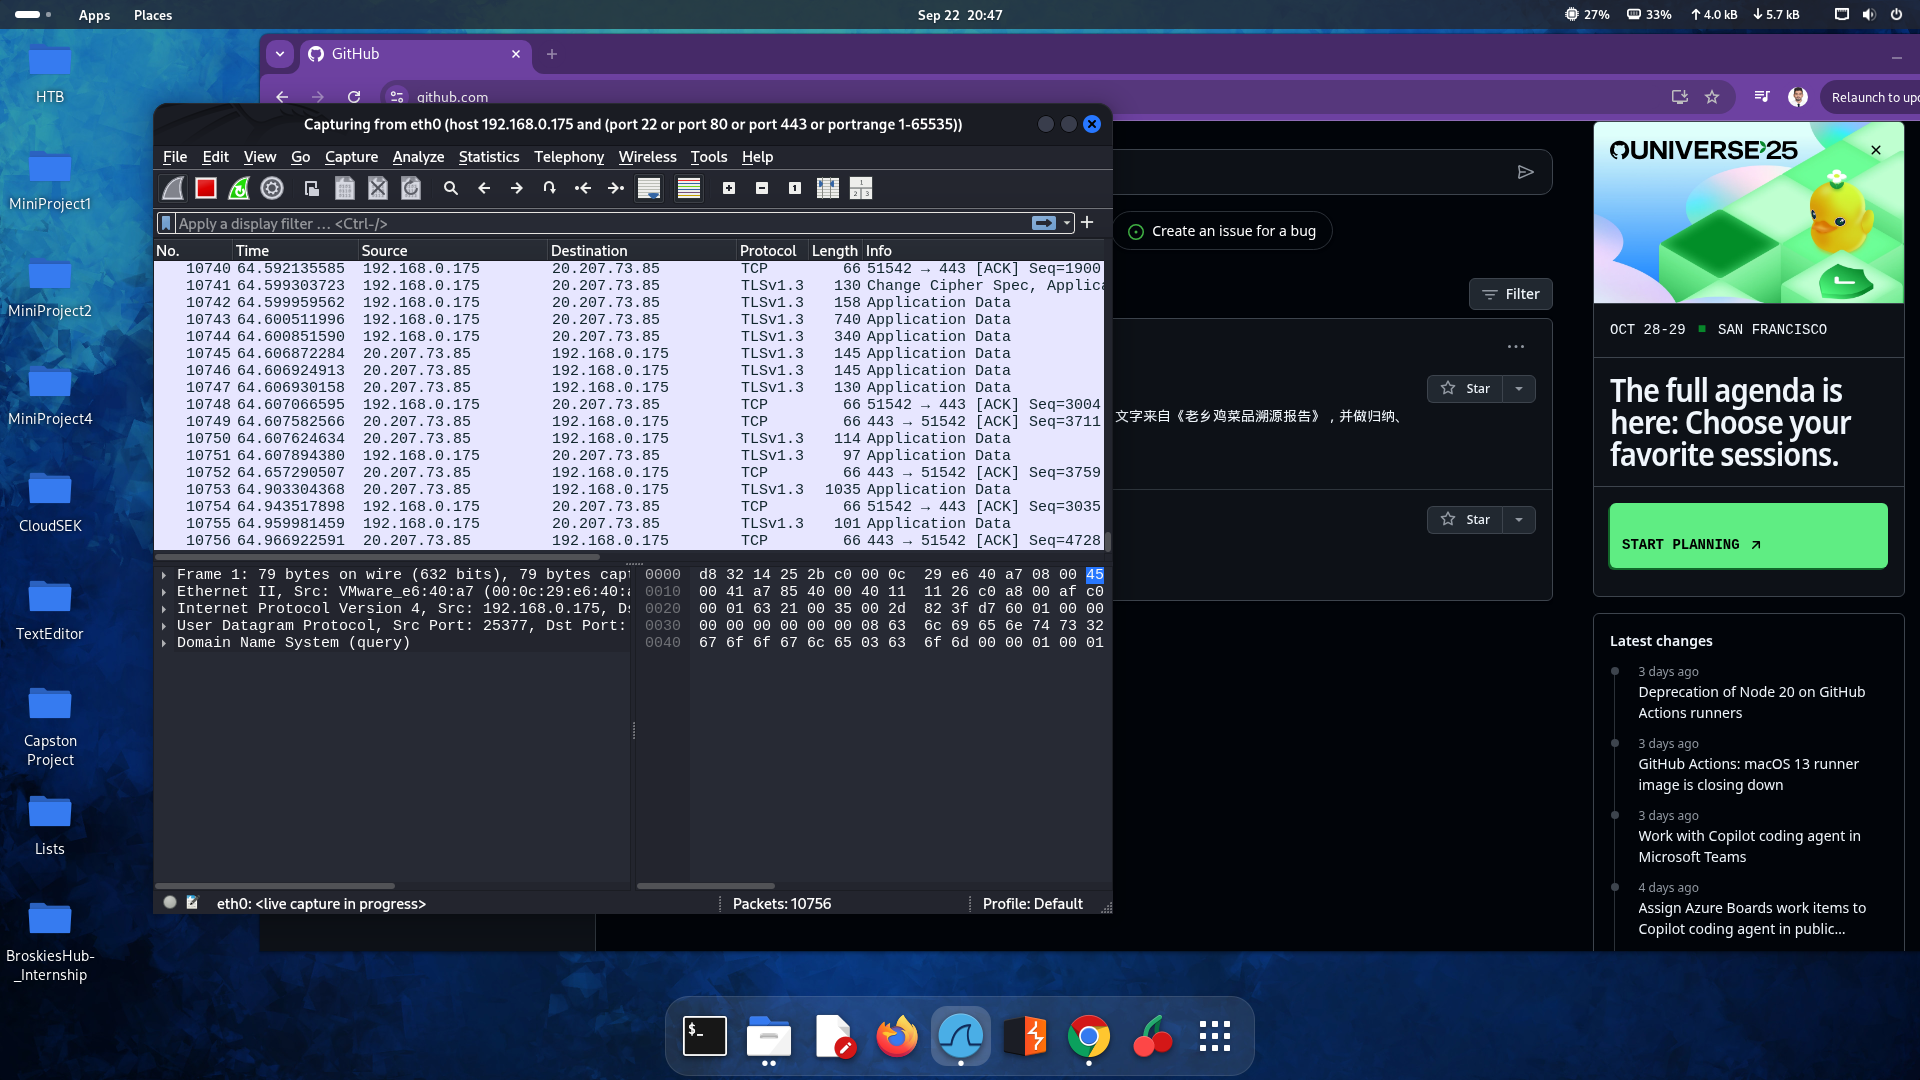 Apps Places Sep 22 20:47 27% 33% 4.0 kB 5.7 kB
HTB
MiniProject1
MiniProject2
MiniProject4
CloudSEK
TextEditor
Capston
Project
Lists
BroskiesHub-
_Internship
GitHub
github.com
Relaunch to upd
Capturing from eth0 (host 192.168.0.175 and (port 22 or port 80 or port 443 or portrange 1-65535))
File Edit View Go Capture Analyze Statistics Telephony Wireless Tools Help
Apply a display filter … <Ctrl-/>
No. Time Source Destination Protocol Length Info
10740 64.592135585 192.168.0.175 20.207.73.85 TCP 66 51542 → 443 [ACK] Seq=1900
10741 64.599303723 192.168.0.175 20.207.73.85 TLSv1.3 130 Change Cipher Spec, Applica
10742 64.599959562 192.168.0.175 20.207.73.85 TLSv1.3 158 Application Data
10743 64.600511996 192.168.0.175 20.207.73.85 TLSv1.3 740 Application Data
10744 64.600851590 192.168.0.175 20.207.73.85 TLSv1.3 340 Application Data
10745 64.606872284 20.207.73.85 192.168.0.175 TLSv1.3 145 Application Data
10746 64.606924913 20.207.73.85 192.168.0.175 TLSv1.3 145 Application Data
10747 64.606930158 20.207.73.85 192.168.0.175 TLSv1.3 130 Application Data
10748 64.607066595 192.168.0.175 20.207.73.85 TCP 66 51542 → 443 [ACK] Seq=3004
10749 64.607582566 20.207.73.85 192.168.0.175 TCP 66 443 → 51542 [ACK] Seq=3711
10750 64.607624634 20.207.73.85 192.168.0.175 TLSv1.3 114 Application Data
10751 64.607894380 192.168.0.175 20.207.73.85 TLSv1.3 97 Application Data
10752 64.657290507 20.207.73.85 192.168.0.175 TCP 66 443 → 51542 [ACK] Seq=3759
10753 64.903304368 20.207.73.85 192.168.0.175 TLSv1.3 1035 Application Data
10754 64.943517898 192.168.0.175 20.207.73.85 TCP 66 51542 → 443 [ACK] Seq=3035
10755 64.959981459 192.168.0.175 20.207.73.85 TLSv1.3 101 Application Data
10756 64.966922591 20.207.73.85 192.168.0.175 TCP 66 443 → 51542 [ACK] Seq=4728
Frame 1: 79 bytes on wire (632 bits), 79 bytes capt
Ethernet II, Src: VMware_e6:40:a7 (00:0c:29:e6:40:a
Internet Protocol Version 4, Src: 192.168.0.175, Ds
User Datagram Protocol, Src Port: 25377, Dst Port:
Domain Name System (query)
0000 d8 32 14 25 2b c0 00 0c 29 e6 40 a7 08 00 45
0010 00 41 a7 85 40 00 40 11 11 26 c0 a8 00 af c0
0020 00 01 63 21 00 35 00 2d 82 3f d7 60 01 00 00
0030 00 00 00 00 00 00 08 63 6c 69 65 6e 74 73 32
0040 67 6f 6f 67 6c 65 03 63 6f 6d 00 00 01 00 01
eth0: <live capture in progress> Packets: 10756 Profile: Default
Create an issue for a bug
Filter
Star
文字来自《老乡鸡菜品溯源报告》，并做归纳、
Star
UNIVERSE'25
OCT 28-29 SAN FRANCISCO
The full agenda is
here: Choose your
favorite sessions.
START PLANNING
Latest changes
3 days ago
Deprecation of Node 20 on GitHub
Actions runners
3 days ago
GitHub Actions: macOS 13 runner
image is closing down
3 days ago
Work with Copilot coding agent in
Microsoft Teams
4 days ago
Assign Azure Boards work items to
Copilot coding agent in public…
$_